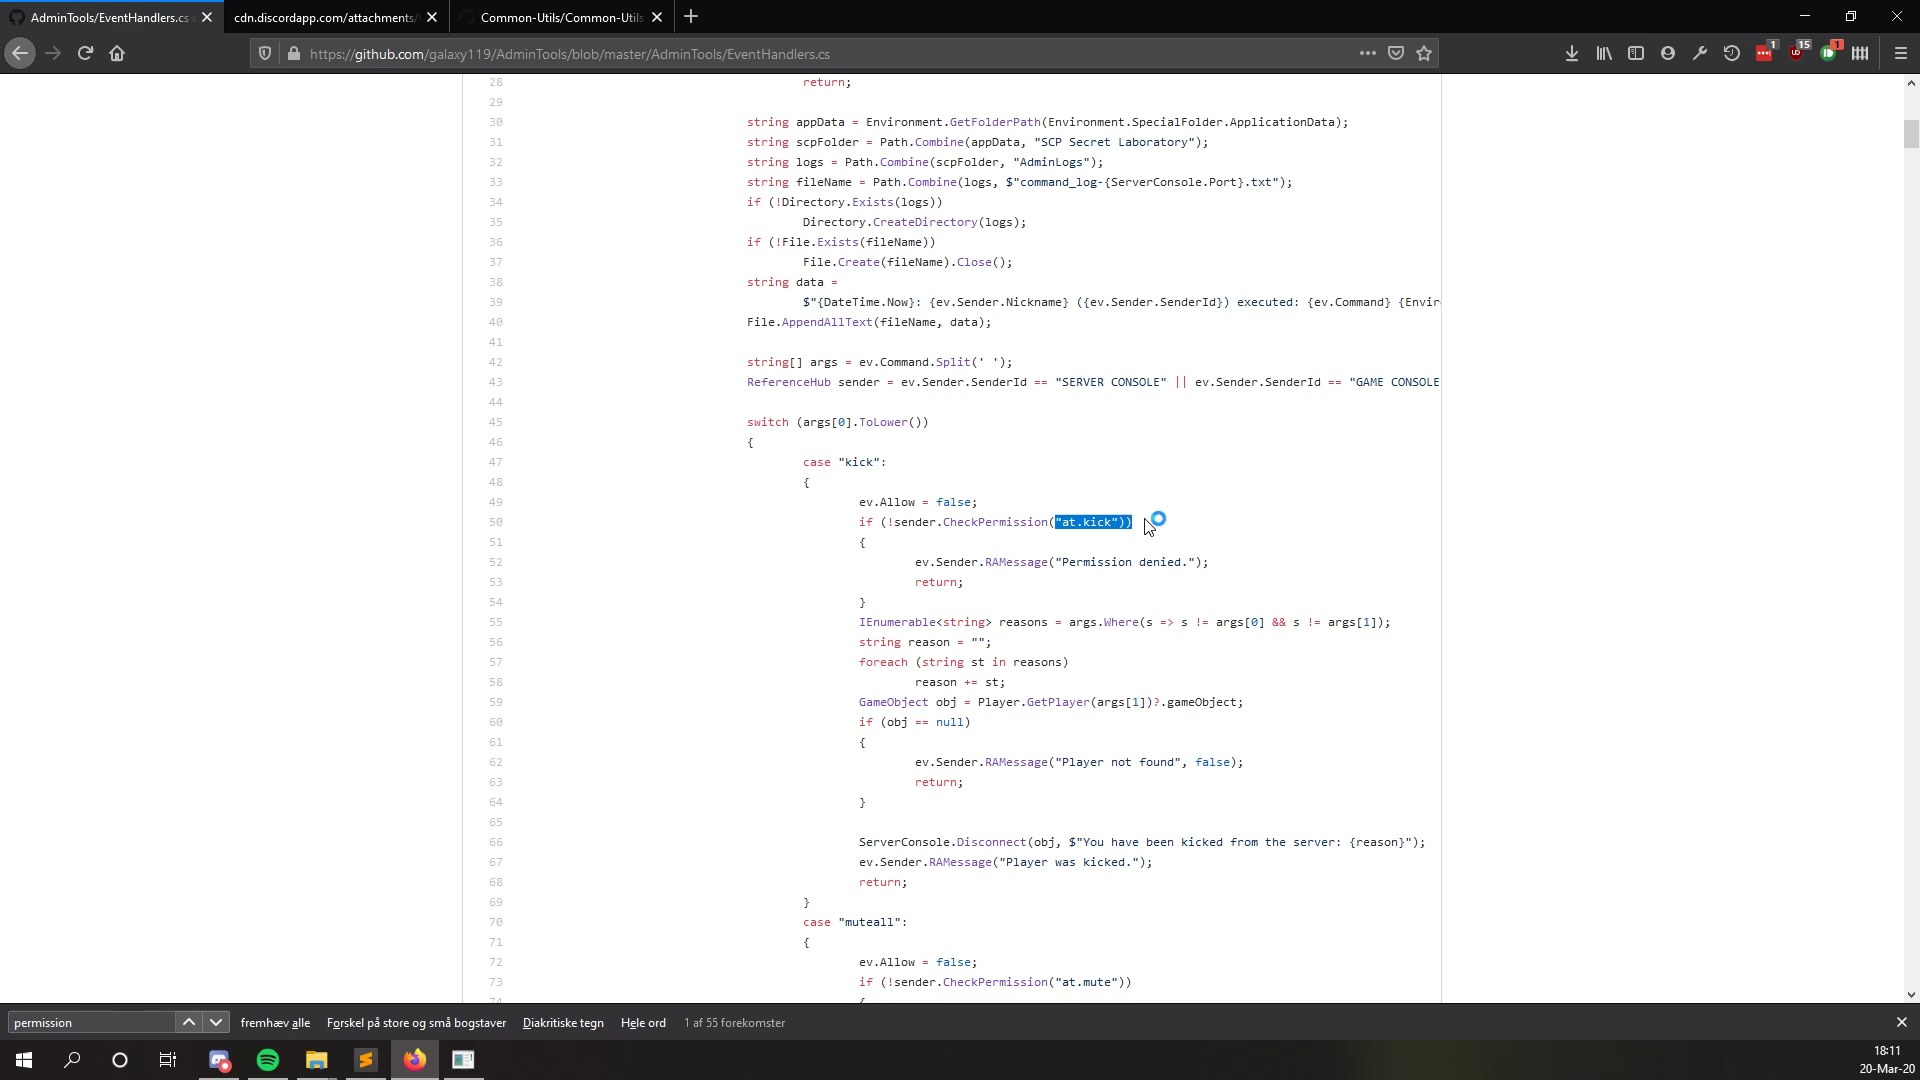 AdminTools/EventHandlers.cs
cdn.discordapp.com/attachments/
Common-Utils/Common-Utils
https://github.com/galaxy119/AdminTools/blob/master/AdminTools/EventHandlers.cs
1
15
1
28 return;
29
30 string appData = Environment.GetFolderPath(Environment.SpecialFolder.ApplicationData);
31 string scpFolder = Path.Combine(appData, "SCP Secret Laboratory");
32 string logs = Path.Combine(scpFolder, "AdminLogs");
33 string fileName = Path.Combine(logs, $"command_log-{ServerConsole.Port}.txt");
34 if (!Directory.Exists(logs))
35 Directory.CreateDirectory(logs);
36 if (!File.Exists(fileName))
37 File.Create(fileName).Close();
38 string data =
39 $"{DateTime.Now}: {ev.Sender.Nickname} ({ev.Sender.SenderId}) executed: {ev.Command} {Envir
40 File.AppendAllText(fileName, data);
41
42 string[] args = ev.Command.Split(' ');
43 ReferenceHub sender = ev.Sender.SenderId == "SERVER CONSOLE" || ev.Sender.SenderId == "GAME CONSOLE
44
45 switch (args[0].ToLower())
46 {
47 case "kick":
48 {
49 ev.Allow = false;
50 if (!sender.CheckPermission("at.kick"))
51 {
52 ev.Sender.RAMessage("Permission denied.");
53 return;
54 }
55 IEnumerable<string> reasons = args.Where(s => s != args[0] && s != args[1]);
56 string reason = "";
57 foreach (string st in reasons)
58 reason += st;
59 GameObject obj = Player.GetPlayer(args[1])?.gameObject;
60 if (obj == null)
61 {
62 ev.Sender.RAMessage("Player not found", false);
63 return;
64 }
65
66 ServerConsole.Disconnect(obj, $"You have been kicked from the server: {reason}");
67 ev.Sender.RAMessage("Player was kicked.");
68 return;
69 }
70 case "muteall":
71 {
72 ev.Allow = false;
73 if (!sender.CheckPermission("at.mute"))
74 {
permission
fremhæv alle
Forskel på store og små bogstaver
Diakritiske tegn
Hele ord
1 af 55 forekomster
18:11
20-Mar-20